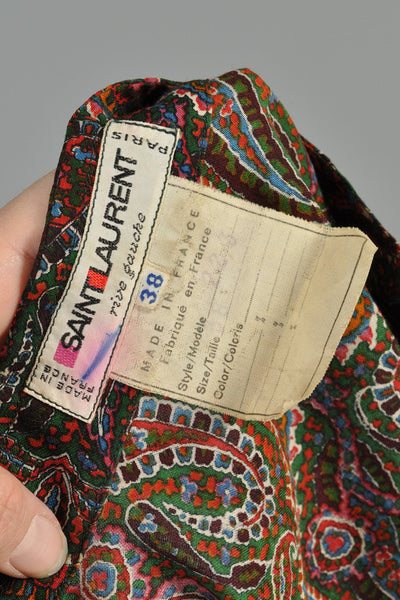 SAINT LAURENT
rive gauche
PARIS
MADE IN
FRANCE
38
MADE IN FRANCE
Fabriqué en France
Style/Modèle
Size/Taille
Color/Coloris